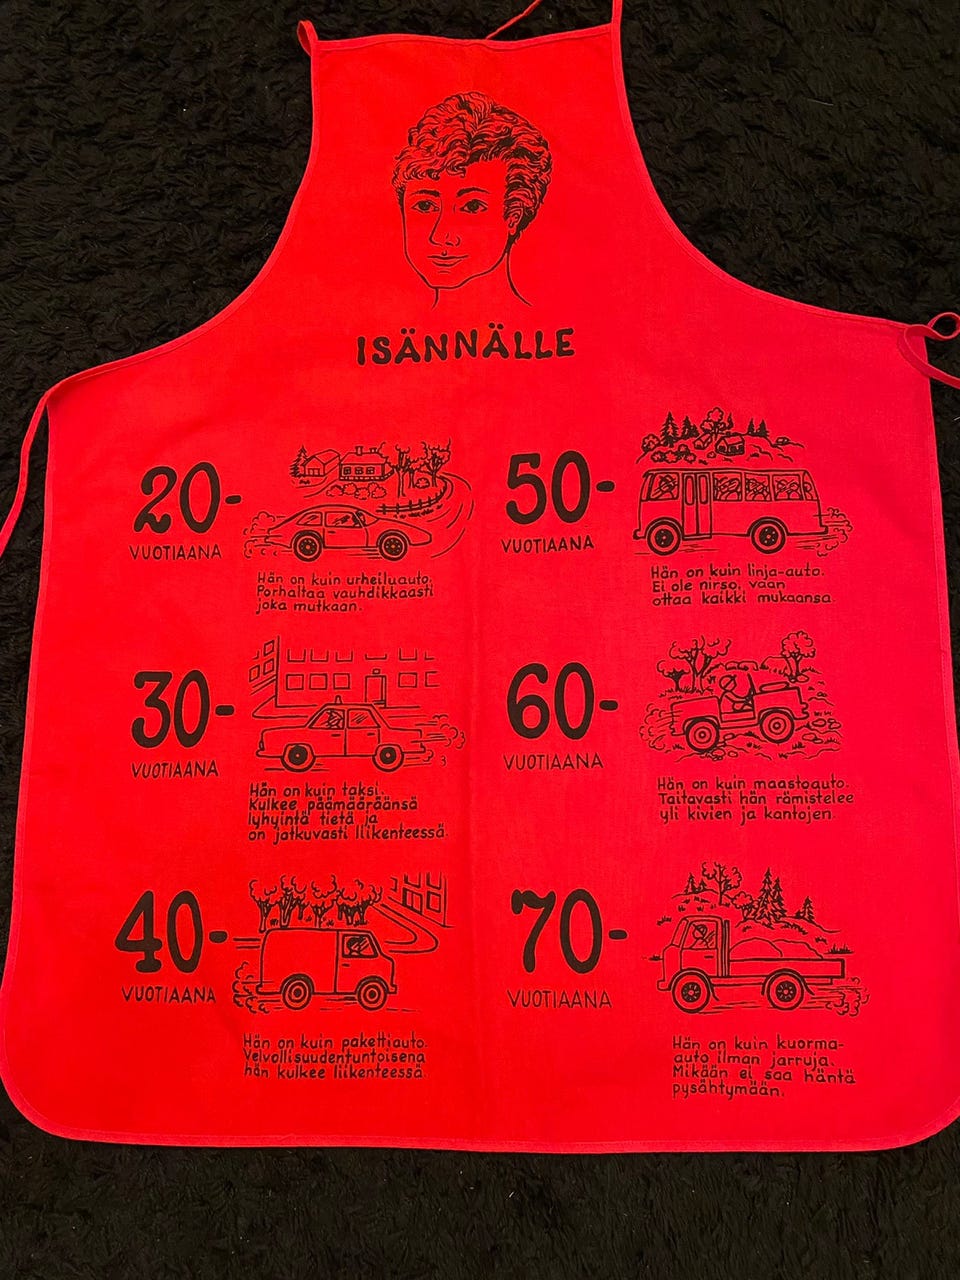 ISÄNNÄLLE
20-
VUOTIAANA
Hän on kuin urheiluauto.
Porhaltaa vauhdikkaasti
joka mutkaan.
30-
VUOTIAANA
Hän on kuin taksi.
Kulkee päämääräänsä
lyhyintä tietä ja
on jatkuvasti liikenteessä.
40-
VUOTIAANA
Hän on kuin pakettiauto.
Velvollisuudentuntoisena
hän kulkee liikenteessä.
50-
VUOTIAANA
Hän on kuin linja-auto.
Ei ole nirso, vaan
ottaa kaikki mukaansa.
60-
VUOTIAANA
Hän on kuin maastoauto.
Taitavasti hän rämistelee
yli kivien ja kantojen.
70-
VUOTIAANA
Hän on kuin kuorma-
auto ilman jarruja.
Mikään ei saa häntä
pysähtymään.